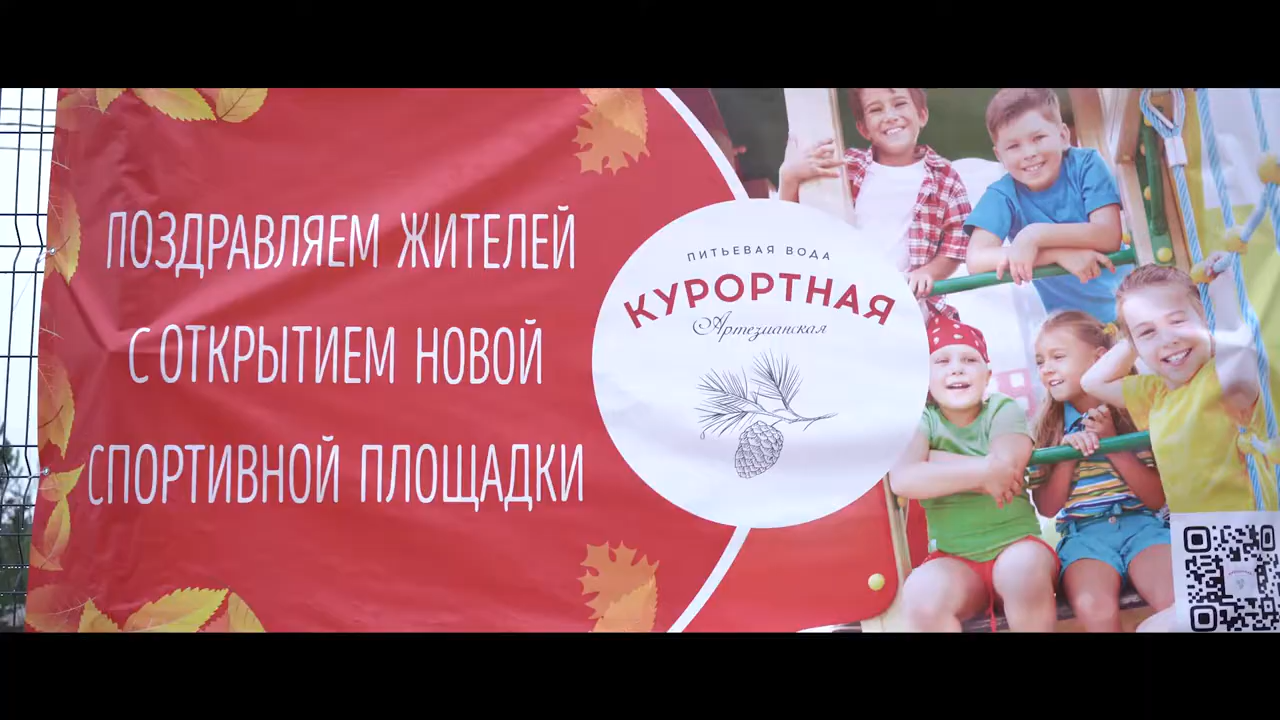 ПОЗДРАВЛЯЕМ ЖИТЕЛЕЙ
С ОТКРЫТИЕМ НОВОЙ
СПОРТИВНОЙ ПЛОЩАДКИ
ПИТЬЕВАЯ ВОДА
КУРОРТНАЯ
Артезианская